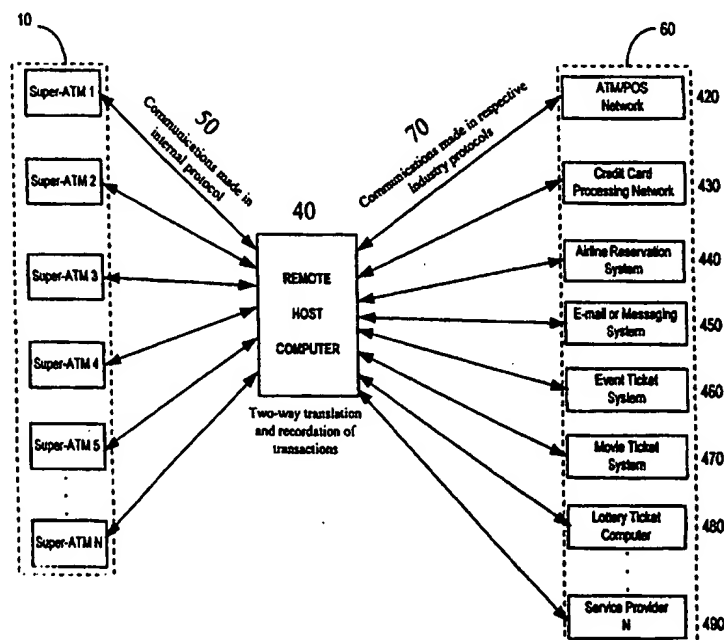 10
Super-ATM 1
Super-ATM 2
Super-ATM 3
Super-ATM 4
Super-ATM 5
Super-ATM N
50
Communications made in
internal protocol
40
REMOTE
HOST
COMPUTER
Two-way translation
and recordation of
transactions
70
Communications made in respective
industry protocols
60
ATM/POS
Network
420
Credit Card
Processing Network
430
Airline Reservation
System
440
E-mail or Messaging
System
450
Event Ticket
System
460
Movie Ticket
System
470
Lottery Ticket
Computer
480
Service Provider
N
490